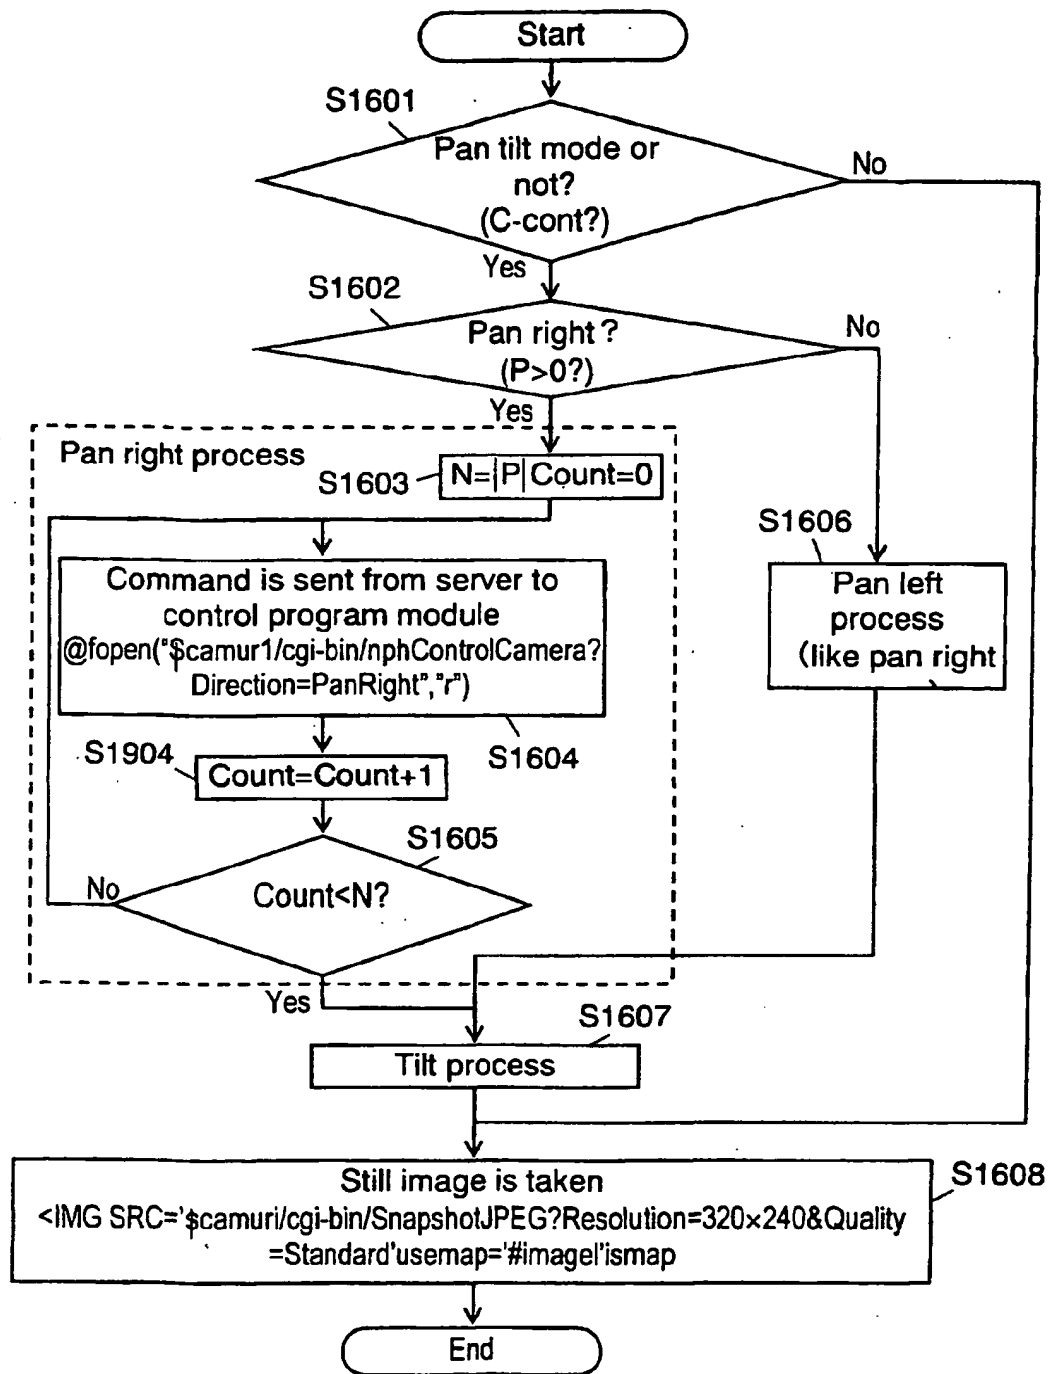 Start
S1601
Pan tilt mode or
not?
(C-cont?)
No
Yes
S1602
Pan right ?
(P>0?)
No
Yes
Pan right process
S1603
N=|P| Count=0
S1606
Command is sent from server to
control program module
@fopen("$camur1/cgi-bin/nphControlCamera?
Direction=PanRight","r")
Pan left
process
(like pan right
S1904
S1604
Count=Count+1
S1605
No
Count<N?
Yes
S1607
Tilt process
S1608
Still image is taken
<IMG SRC='$camuri/cgi-bin/SnapshotJPEG?Resolution=320×240&Quality
=Standard'usemap='#imagel'ismap
End